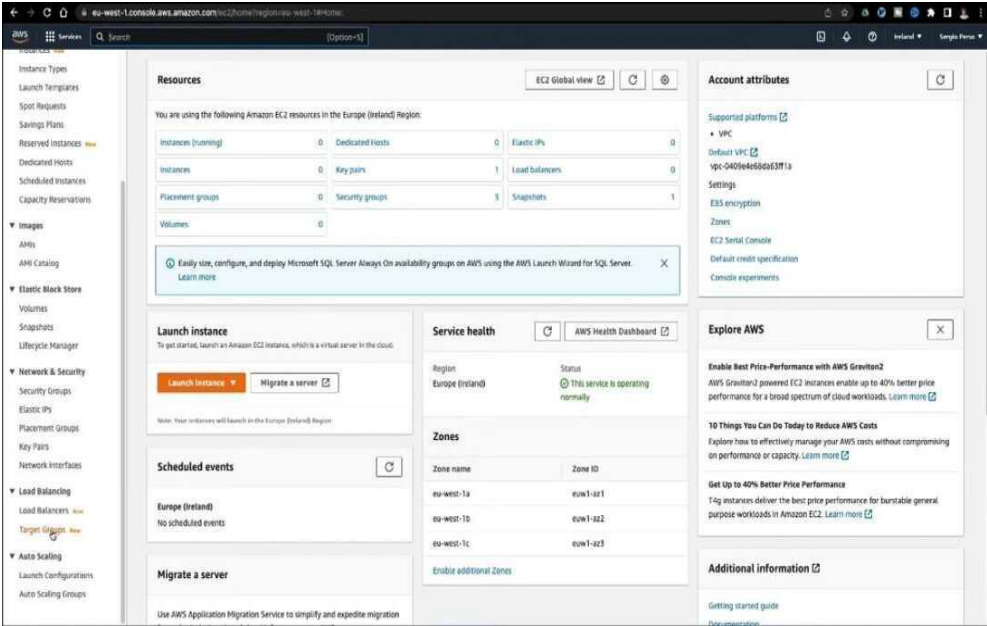 eu-west-1.console.aws.amazon.com/ec2/home?region=eu-west-1#Home:
aws
Services
Search
[Option+S]
Ireland
Sergio Perso
Instances New
Instance Types
Launch Templates
Spot Requests
Savings Plans
Reserved Instances New
Dedicated Hosts
Scheduled Instances
Capacity Reservations
Images
AMIs
AMI Catalog
Elastic Block Store
Volumes
Snapshots
Lifecycle Manager
Network & Security
Security Groups
Elastic IPs
Placement Groups
Key Pairs
Network Interfaces
Load Balancing
Load Balancers New
Target Groups New
Auto Scaling
Launch Configurations
Auto Scaling Groups
Resources
EC2 Global view
You are using the following Amazon EC2 resources in the Europe (Ireland) Region:
Instances (running) 0 Dedicated Hosts 0 Elastic IPs 0
Instances 0 Key pairs 1 Load balancers 0
Placement groups 0 Security groups 3 Snapshots 1
Volumes 0
Easily size, configure, and deploy Microsoft SQL Server Always On availability groups on AWS using the AWS Launch Wizard for SQL Server.
Learn more
Launch instance
To get started, launch an Amazon EC2 instance, which is a virtual server in the cloud.
Launch instance
Migrate a server
Note: Your instances will launch in the Europe (Ireland) Region
Scheduled events
Europe (Ireland)
No scheduled events
Migrate a server
Use AWS Application Migration Service to simplify and expedite migration
Service health
AWS Health Dashboard
Region Status
Europe (Ireland) This service is operating
normally
Zones
Zone name Zone ID
eu-west-1a euw1-az1
eu-west-1b euw1-az2
eu-west-1c euw1-az3
Enable additional Zones
Account attributes
Supported platforms
• VPC
Default VPC
vpc-0409e4e68da63ff1a
Settings
EBS encryption
Zones
EC2 Serial Console
Default credit specification
Console experiments
Explore AWS
Enable Best Price-Performance with AWS Graviton2
AWS Graviton2 powered EC2 instances enable up to 40% better price
performance for a broad spectrum of cloud workloads. Learn more
10 Things You Can Do Today to Reduce AWS Costs
Explore how to effectively manage your AWS costs without compromising
on performance or capacity. Learn more
Get Up to 40% Better Price Performance
T4g instances deliver the best price performance for burstable general
purpose workloads in Amazon EC2. Learn more
Additional information
Getting started guide
Documentation